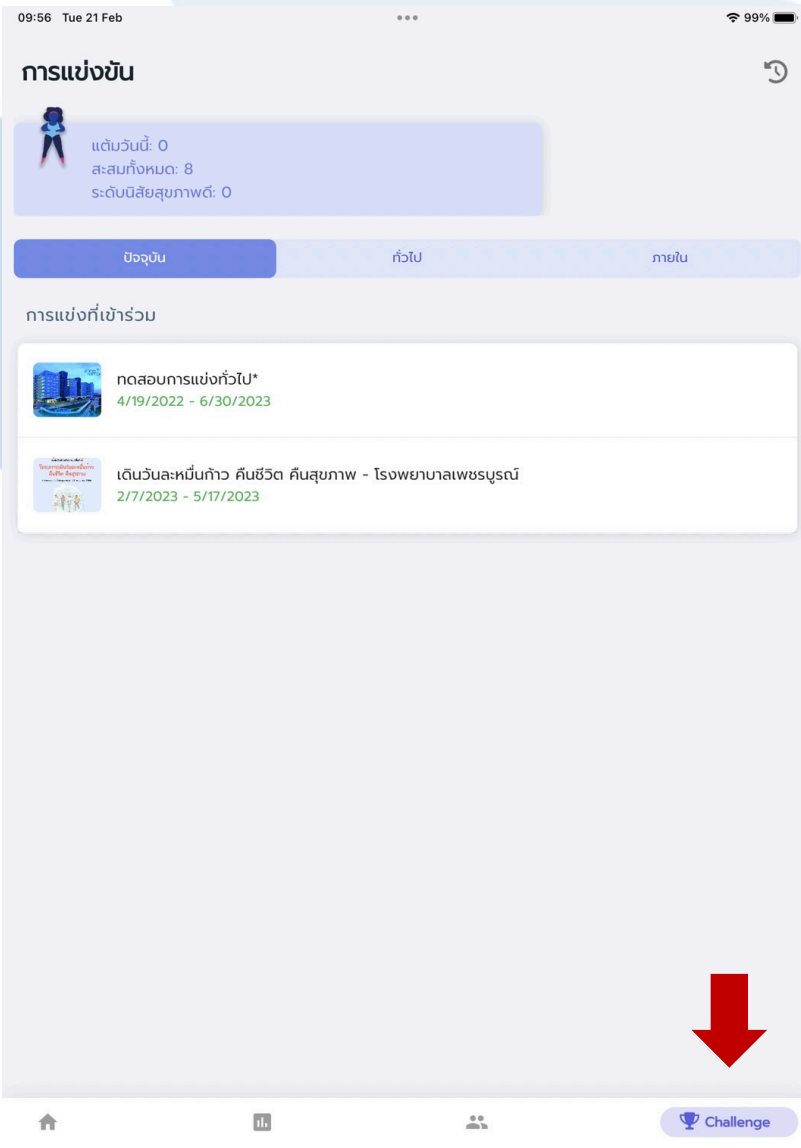 09:56 Tue 21 Feb
99%
การแข่งขัน
แต้มวันนี้: 0
สะสมทั้งหมด: 8
ระดับนิสัยสุขภาพดี: 0
ปัจจุบัน ทั่วไป ภายใน
การแข่งที่เข้าร่วม
ทดสอบการแข่งทั่วไป*
4/19/2022 - 6/30/2023
เดินวันละหมื่นก้าว คืนชีวิต คืนสุขภาพ - โรงพยาบาลเพชรบูรณ์
2/7/2023 - 5/17/2023
Challenge